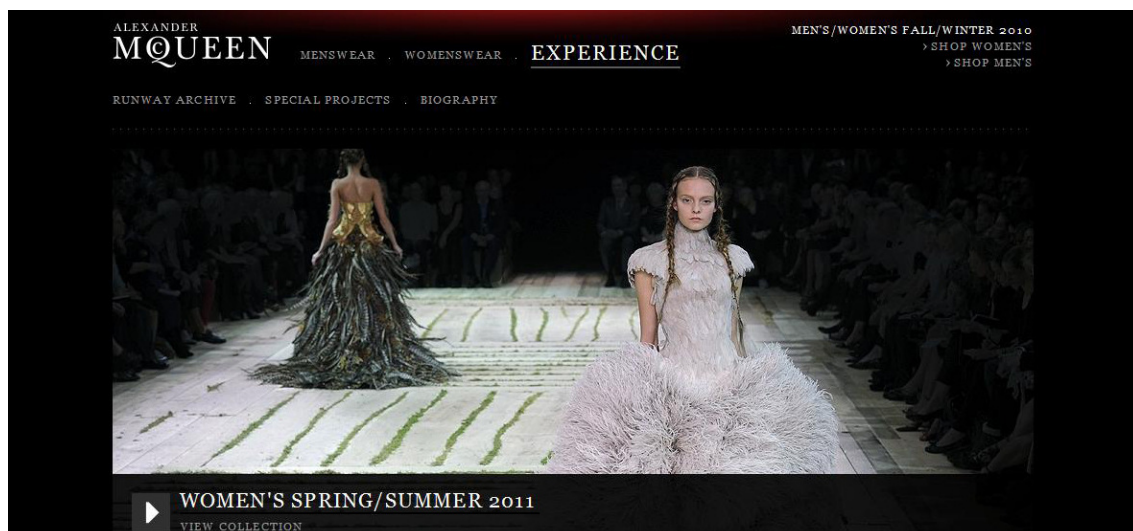 ALEXANDER
McQUEEN
MENSWEAR . WOMENSWEAR . EXPERIENCE
MEN'S/WOMEN'S FALL/WINTER 2010
› SHOP WOMEN'S
› SHOP MEN'S
RUNWAY ARCHIVE . SPECIAL PROJECTS . BIOGRAPHY
WOMEN'S SPRING/SUMMER 2011
VIEW COLLECTION